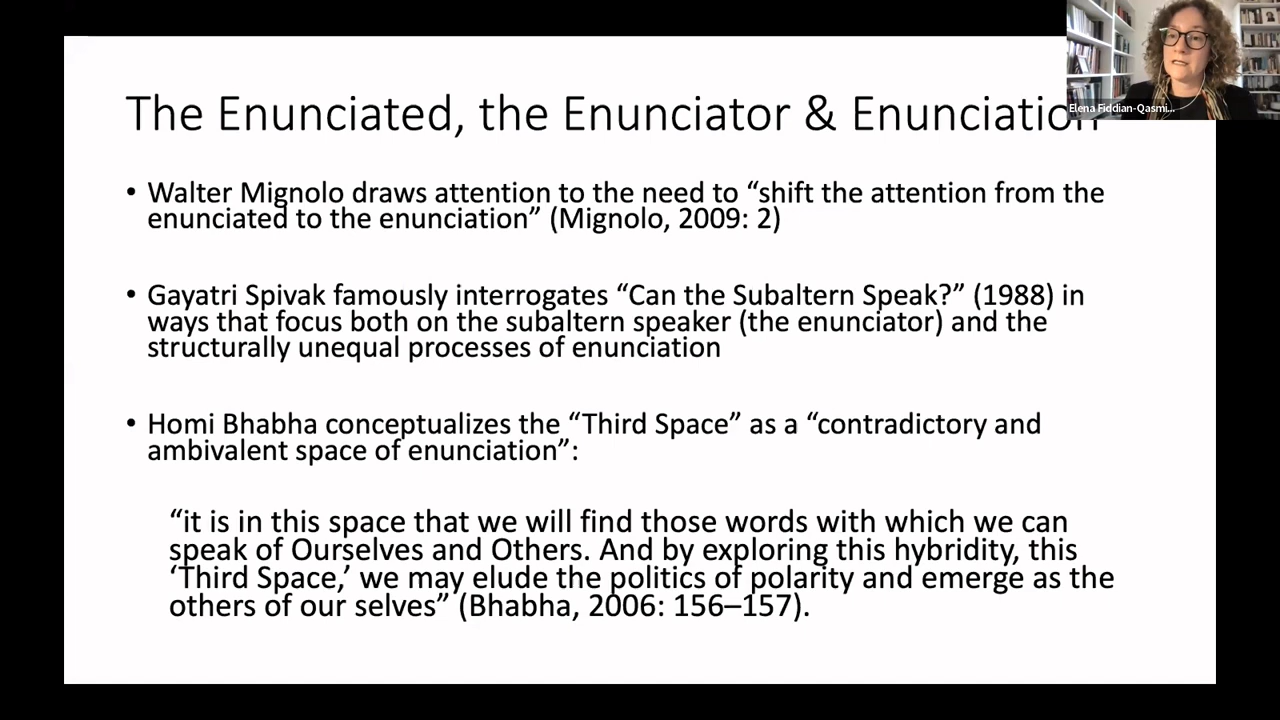 The Enunciated, the Enunciator & Enunciation
Elena Fiddian-Qasmi...
• Walter Mignolo draws attention to the need to “shift the attention from the
enunciated to the enunciation” (Mignolo, 2009: 2)
• Gayatri Spivak famously interrogates “Can the Subaltern Speak?” (1988) in
ways that focus both on the subaltern speaker (the enunciator) and the
structurally unequal processes of enunciation
• Homi Bhabha conceptualizes the “Third Space” as a “contradictory and
ambivalent space of enunciation”:
“it is in this space that we will find those words with which we can
speak of Ourselves and Others. And by exploring this hybridity, this
‘Third Space,’ we may elude the politics of polarity and emerge as the
others of our selves” (Bhabha, 2006: 156–157).